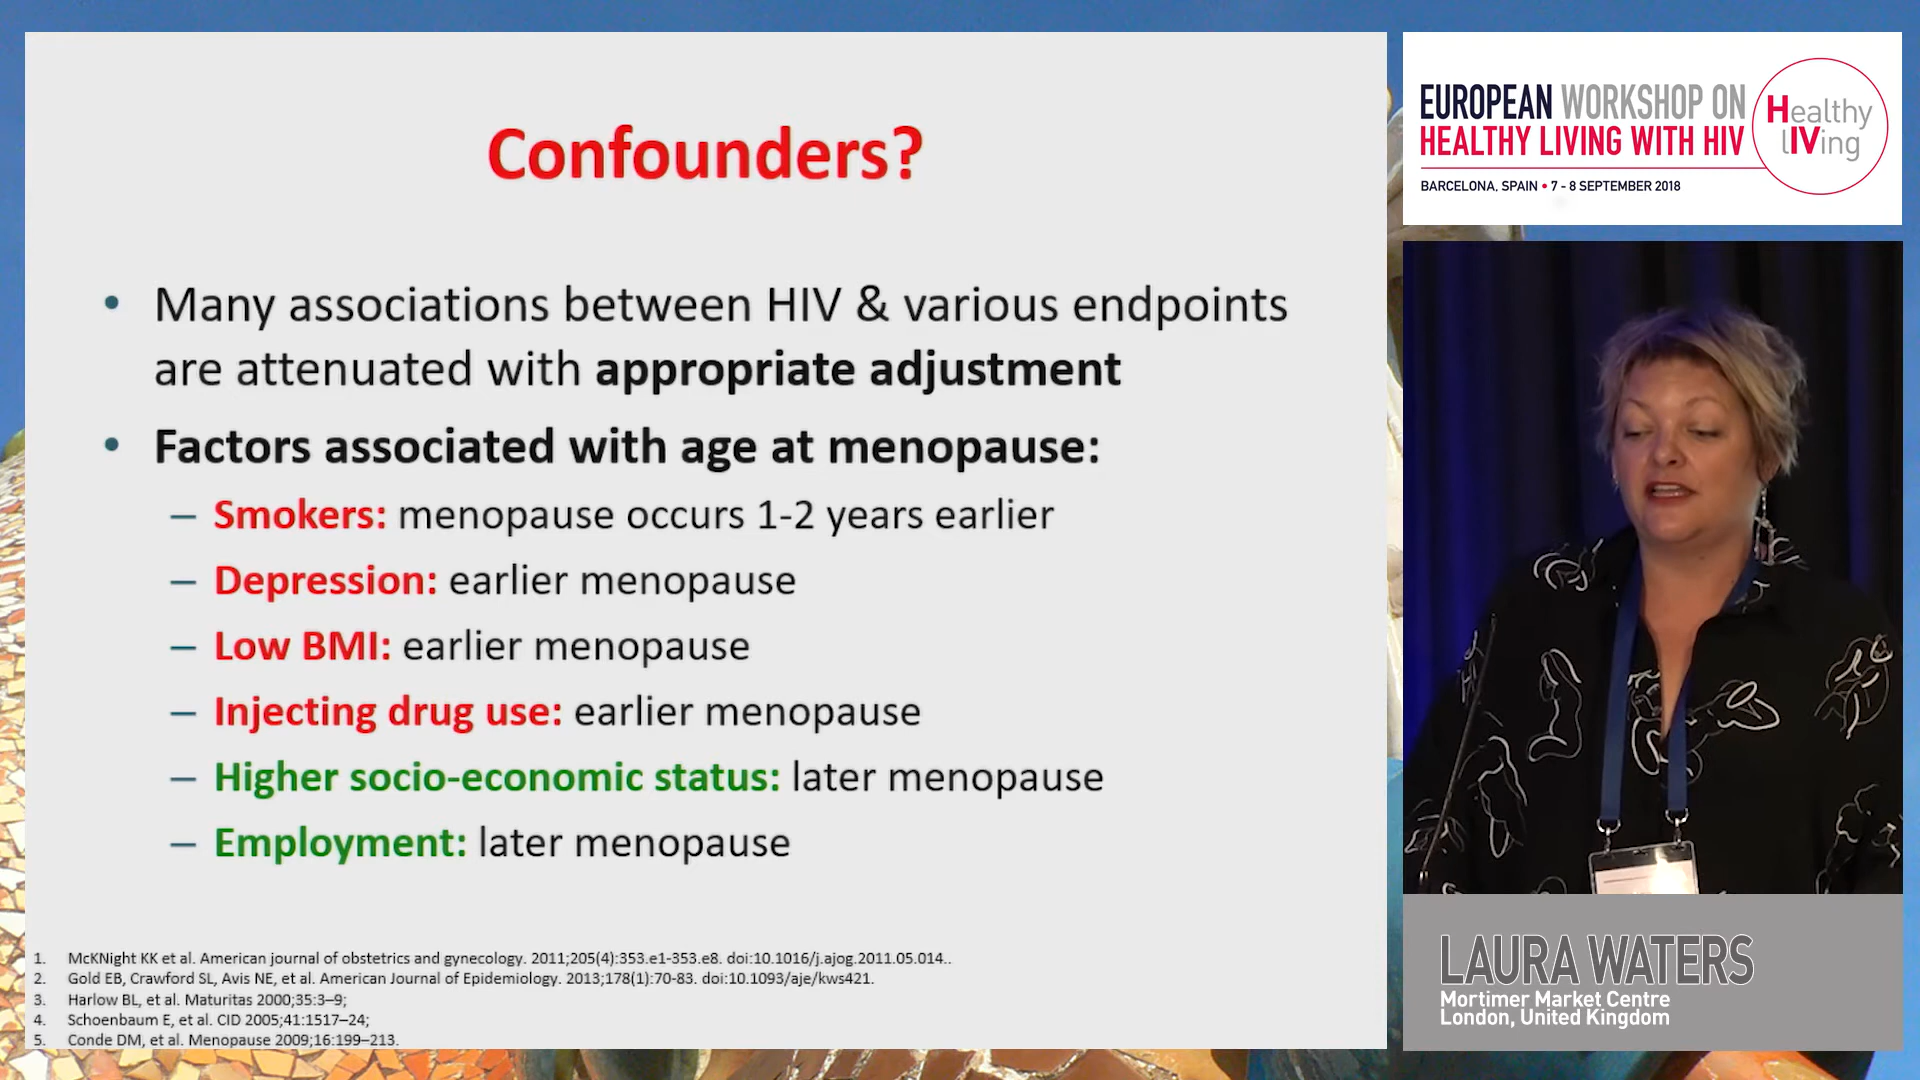 Confounders?
• Many associations between HIV & various endpoints
are attenuated with appropriate adjustment
• Factors associated with age at menopause:
– Smokers: menopause occurs 1-2 years earlier
– Depression: earlier menopause
– Low BMI: earlier menopause
– Injecting drug use: earlier menopause
– Higher socio-economic status: later menopause
– Employment: later menopause
1. McKNight KK et al. American journal of obstetrics and gynecology. 2011;205(4):353.e1-353.e8. doi:10.1016/j.ajog.2011.05.014..
2. Gold EB, Crawford SL, Avis NE, et al. American Journal of Epidemiology. 2013;178(1):70-83. doi:10.1093/aje/kws421.
3. Harlow BL, et al. Maturitas 2000;35:3–9;
4. Schoenbaum E, et al. CID 2005;41:1517–24;
5. Conde DM, et al. Menopause 2009;16:199–213.
EUROPEAN WORKSHOP ON
HEALTHY LIVING WITH HIV
BARCELONA, SPAIN • 7 - 8 SEPTEMBER 2018
Healthy
lIVing
LAURA WATERS
Mortimer Market Centre
London, United Kingdom